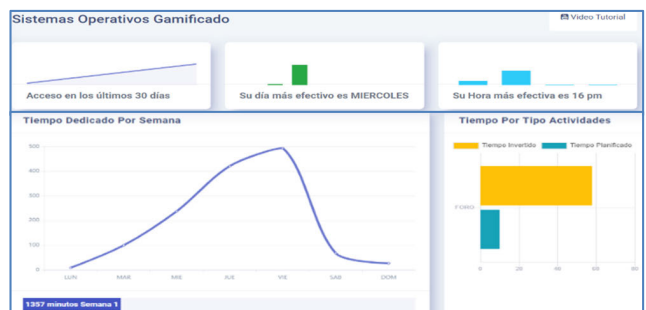 Sistemas Operativos Gamificado
Video Tutorial
Acceso en los últimos 30 días
Su día más efectivo es MIERCOLES
Su Hora más efectiva es 16 pm
Tiempo Dedicado Por Semana
500
400
300
200
100
0
LUN MAR MIE JUE VIE SAB DOM
1357 minutos Semana 1
Tiempo Por Tipo Actividades
Tiempo Invertido Tiempo Planificado
FORO
0 20 40 60 80